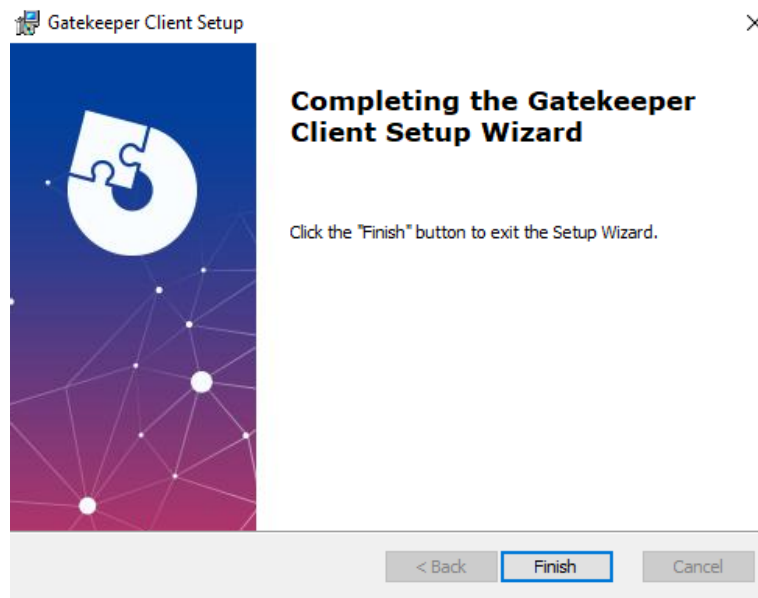 Gatekeeper Client Setup
Completing the Gatekeeper
Client Setup Wizard
Click the "Finish" button to exit the Setup Wizard.
< Back
Finish
Cancel